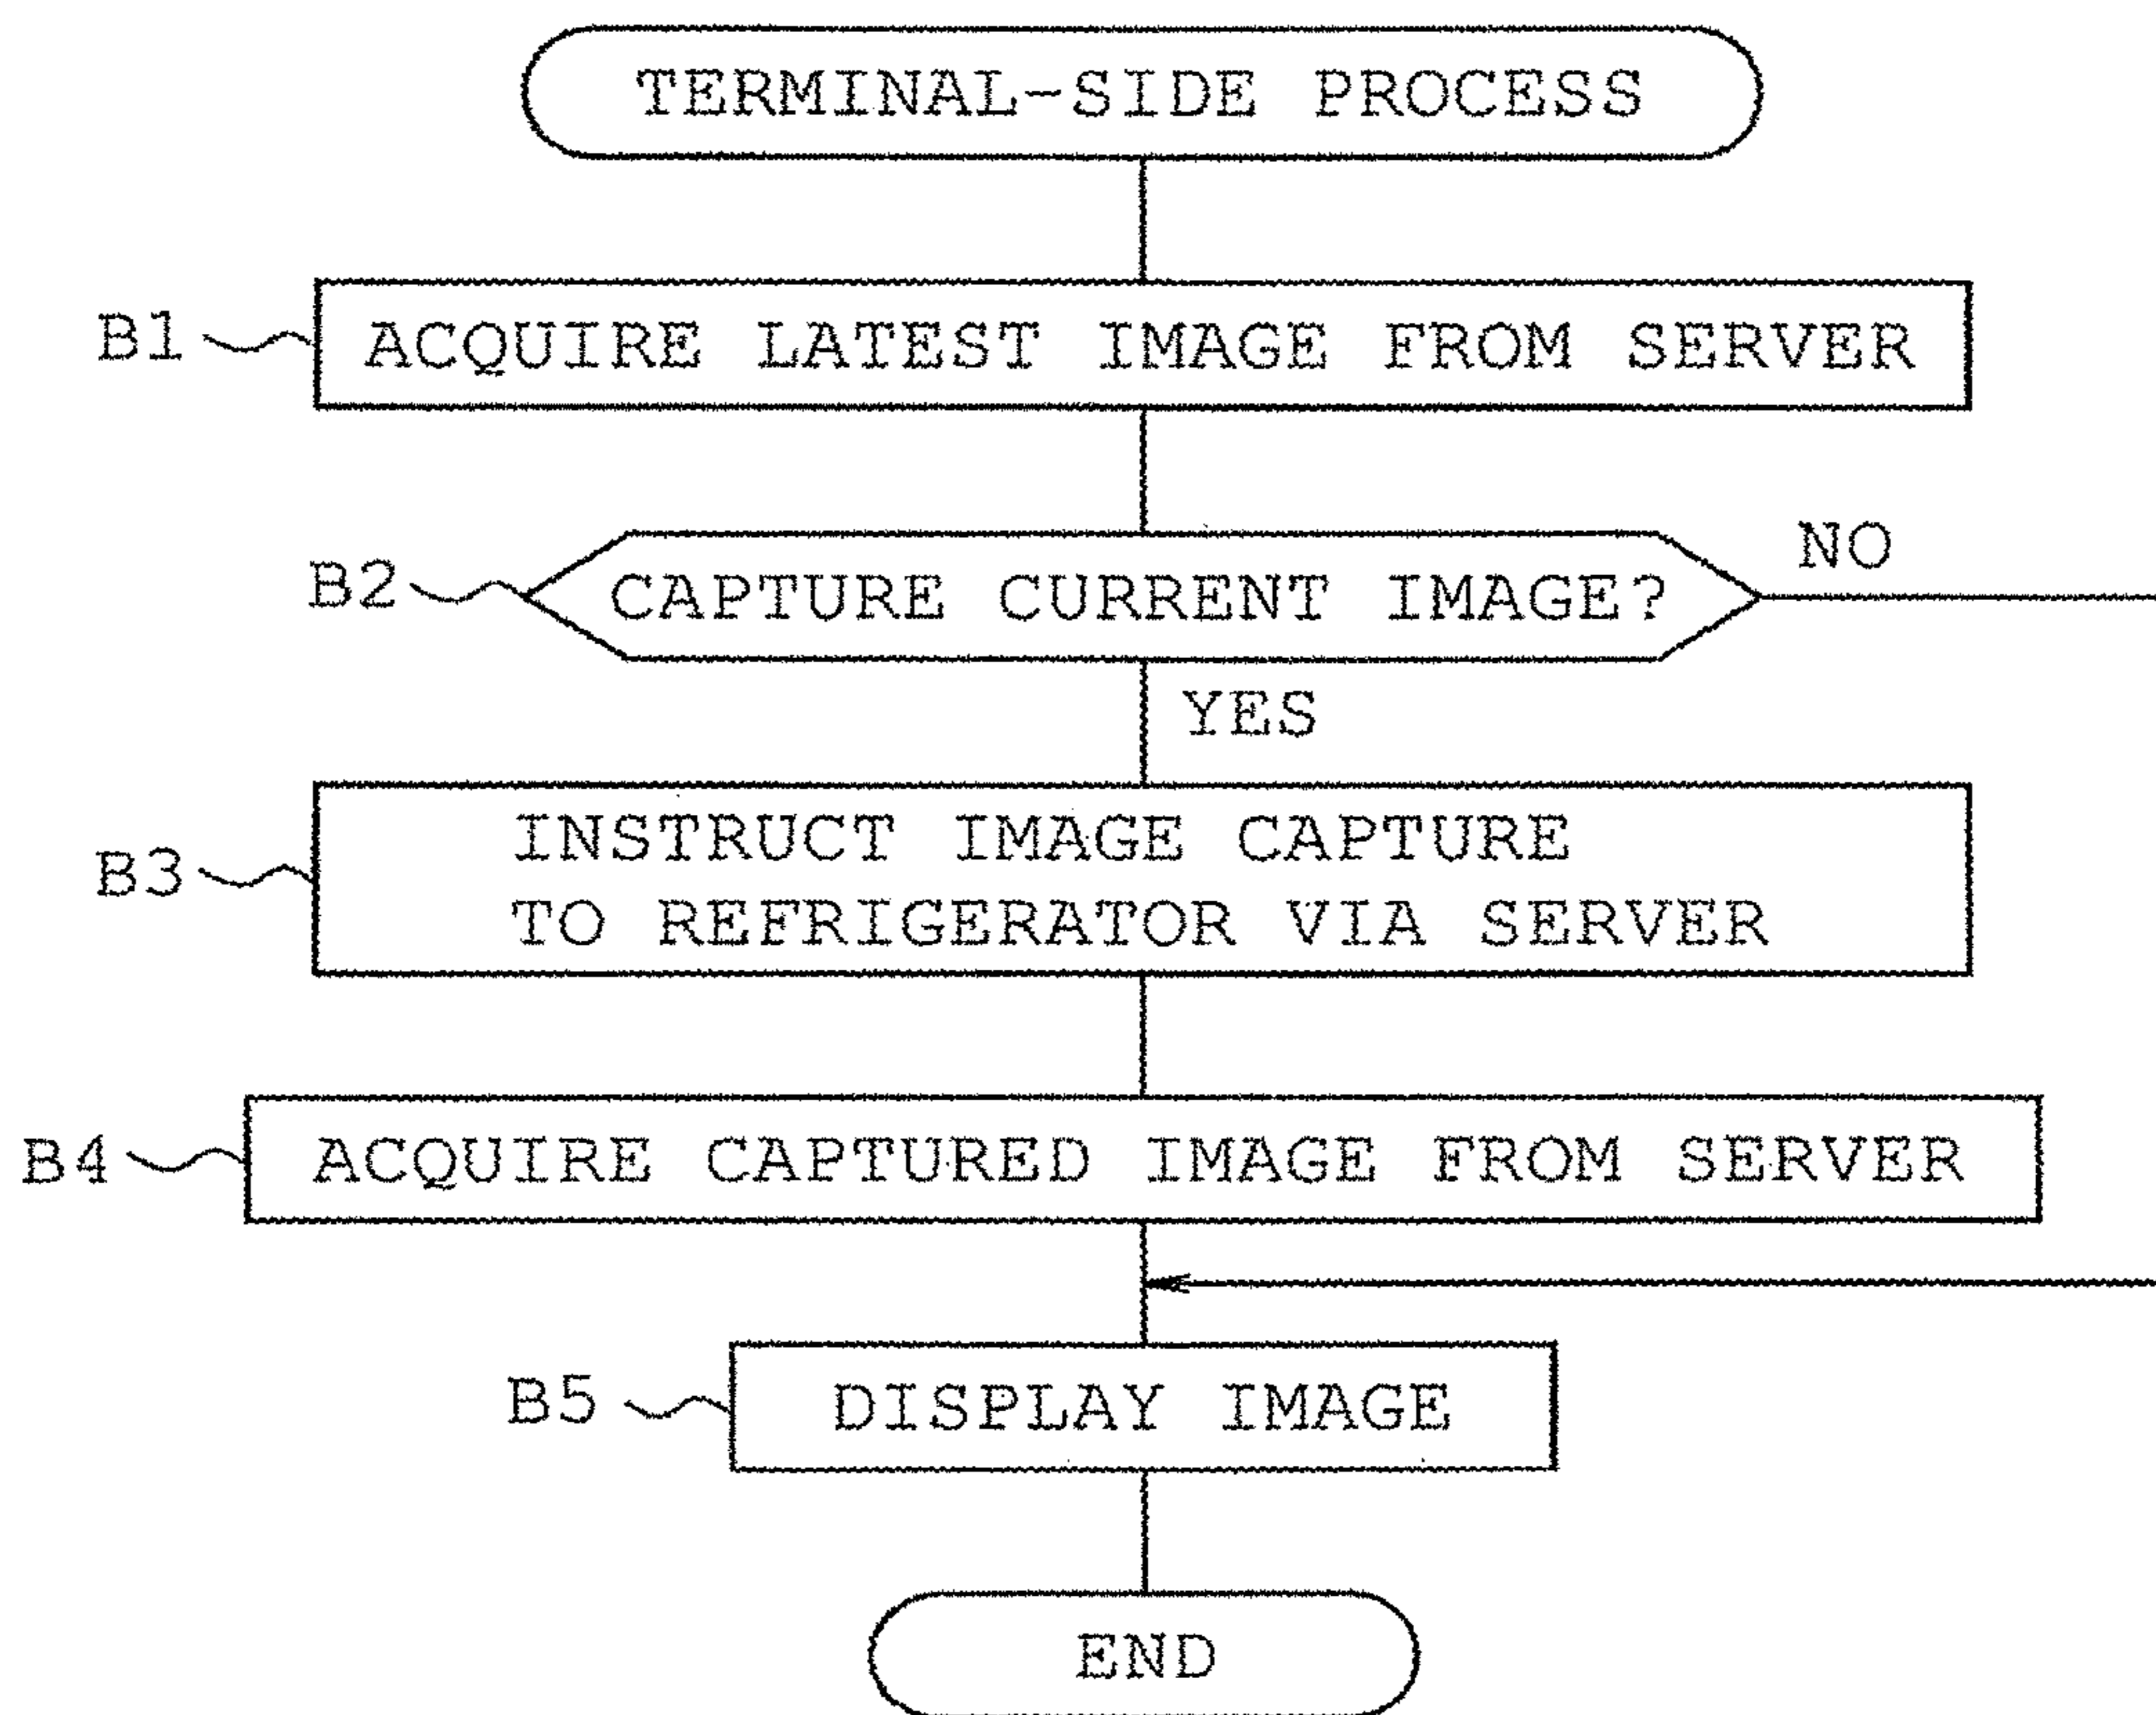 TERMINAL-SIDE PROCESS
B1
ACQUIRE LATEST IMAGE FROM SERVER
B2
CAPTURE CURRENT IMAGE?
NO
YES
B3
INSTRUCT IMAGE CAPTURE
TO REFRIGERATOR VIA SERVER
B4
ACQUIRE CAPTURED IMAGE FROM SERVER
B5
DISPLAY IMAGE
END